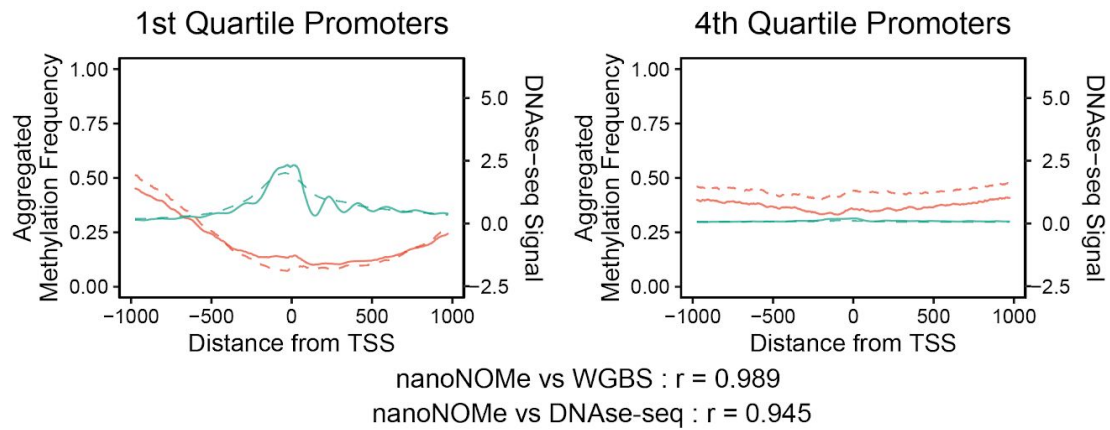 1st Quartile Promoters
1.00
0.75
0.50
0.25
0.00
Aggregated
Methylation Frequency
5.0
2.5
0.0
−2.5
DNAse−seq Signal
−1000
−500
0
500
1000
Distance from TSS
4th Quartile Promoters
1.00
0.75
0.50
0.25
0.00
Aggregated
Methylation Frequency
5.0
2.5
0.0
−2.5
DNAse−seq Signal
−1000
−500
0
500
1000
Distance from TSS
nanoNOMe vs WGBS : r = 0.989
nanoNOMe vs DNAse-seq : r = 0.945